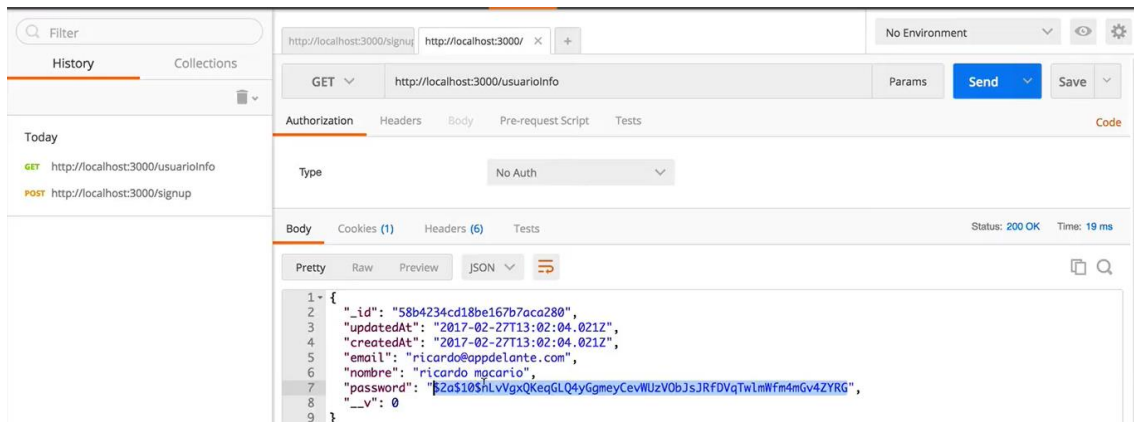 Filter
History Collections
Today
GET http://localhost:3000/usuarioInfo
POST http://localhost:3000/signup
http://localhost:3000/signup http://localhost:3000/ × +
No Environment
GET http://localhost:3000/usuarioInfo Params Send Save
Authorization Headers Body Pre-request Script Tests Code
Type No Auth
Body Cookies (1) Headers (6) Tests Status: 200 OK Time: 19 ms
Pretty Raw Preview JSON
1 {
2 "_id": "58b4234cd18be167b7aca280",
3 "updatedAt": "2017-02-27T13:02:04.021Z",
4 "createdAt": "2017-02-27T13:02:04.021Z",
5 "email": "ricardo@appdelante.com",
6 "nombre": "ricardo macario",
7 "password": "$2a$10$nLvVgxQKeqGLQ4yGgmeyCevWUzVObJsJRfDVqTwlmWfm4mGv4ZYRG",
8 "__v": 0
9 }